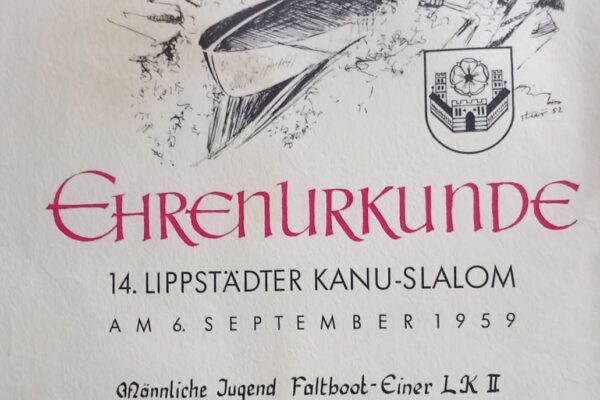 EHRENURKUNDE
14. LIPPSTÄDTER KANU-SLALOM
AM 6. SEPTEMBER 1959
Männliche Jugend Faltboot-Einer LK II